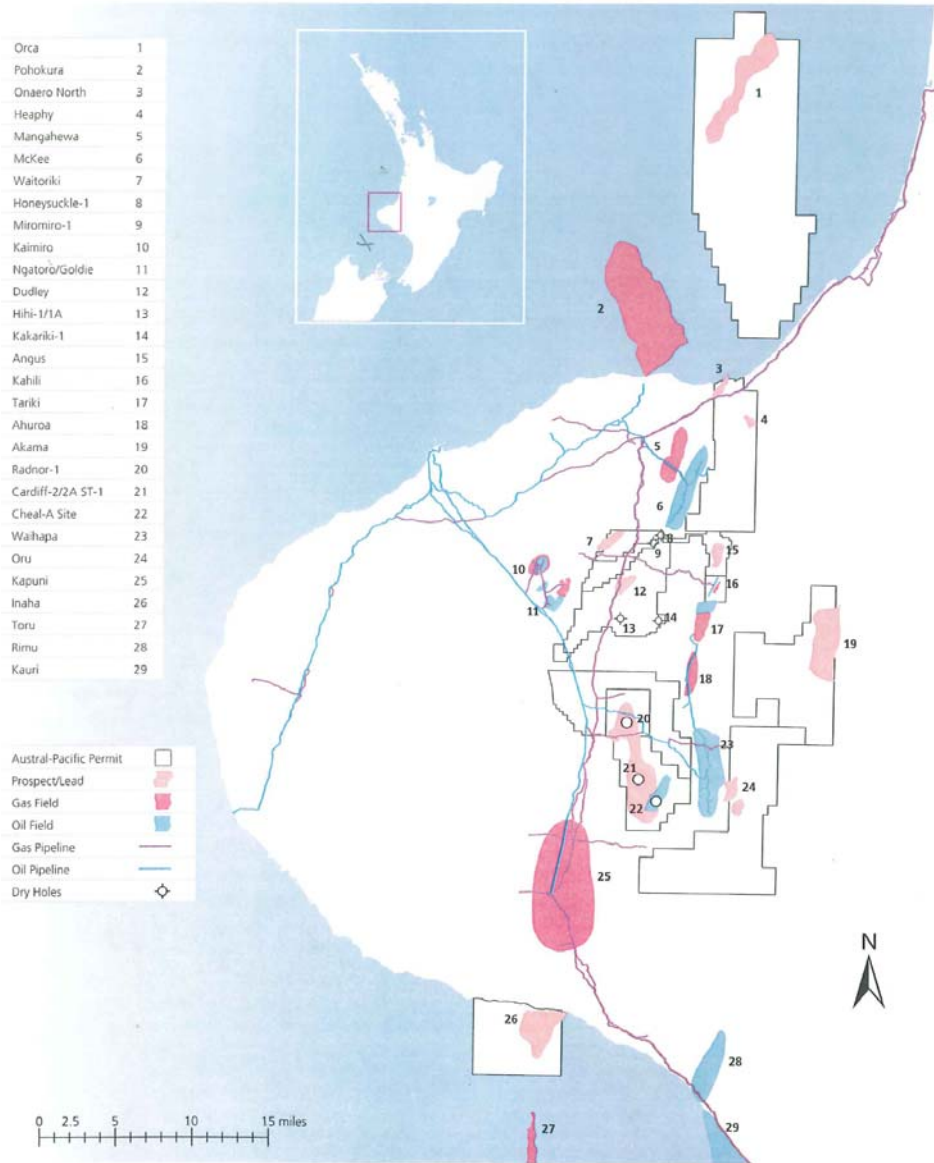 Orca 1
Pohokura 2
Onaero North 3
Heaphy 4
Mangahewa 5
McKee 6
Waitoriki 7
Honeysuckle-1 8
Miromiro-1 9
Kaimiro 10
Ngatoro/Goldie 11
Dudley 12
Hihi-1/1A 13
Kakariki-1 14
Angus 15
Kahili 16
Tariki 17
Ahuroa 18
Akama 19
Radnor-1 20
Cardiff-2/2A ST-1 21
Cheal-A Site 22
Waihapa 23
Oru 24
Kapuni 25
Inaha 26
Toru 27
Rimu 28
Kauri 29
Austral-Pacific Permit
Prospect/Lead
Gas Field
Oil Field
Gas Pipeline
Oil Pipeline
Dry Holes
1
2
3
4
5
6
7
8
9
10
11
12
13
14
15
16
17
18
19
20
21
22
23
24
25
26
27
28
29
N
0 2.5 5 10 15 miles